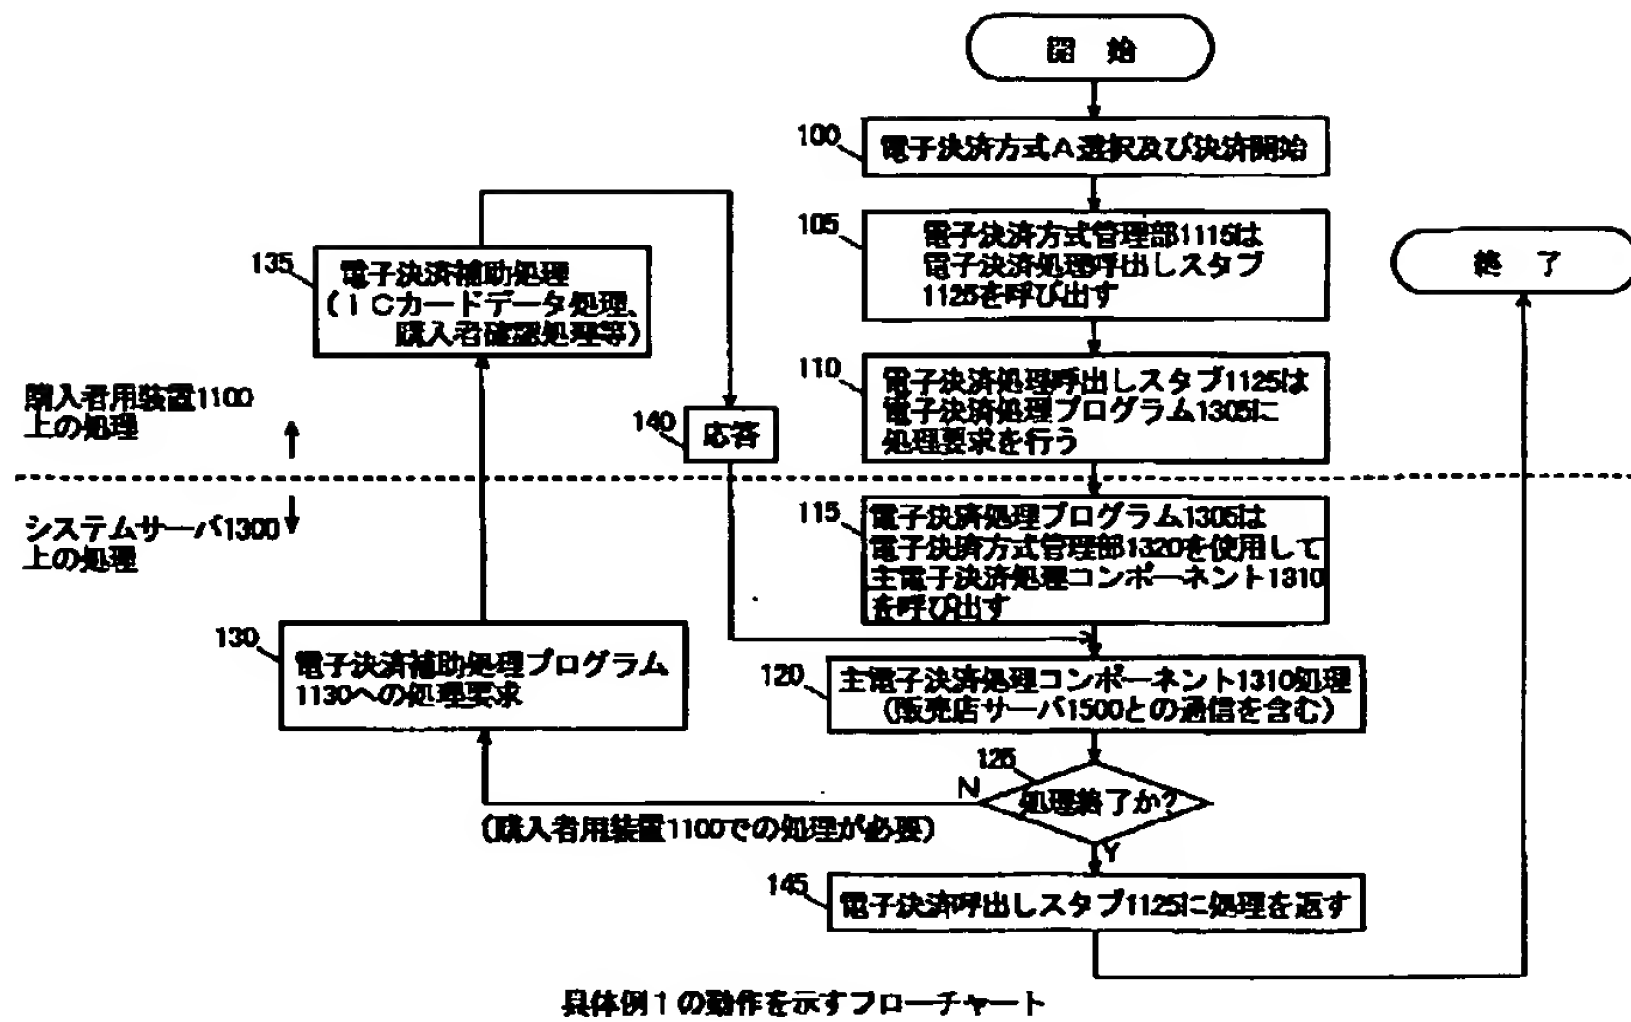 開 始
100
電子決済方式A選択及び決済開始
105
電子決済方式管理部1115は
電子決済処理呼出しスタブ
1125を呼び出す
終 了
135
電子決済補助処理
(ICカードデータ処理、
購入者確認処理等)
110
電子決済処理呼出しスタブ1125は
電子決済処理プログラム1305に
処理要求を行う
購入者用装置1100
上の処理
140
応答
システムサーバ1300
上の処理
115
電子決済処理プログラム1305は
電子決済方式管理部1320を使用して
主電子決済処理コンポーネント1310
を呼び出す
130
電子決済補助処理プログラム
1130への処理要求
120
主電子決済処理コンポーネント1310処理
(販売店サーバ1500との通信を含む)
125
処理終了か?
N
(購入者用装置1100での処理が必要)
Y
145
電子決済呼出しスタブ1125に処理を返す
具体例1の動作を示すフローチャート